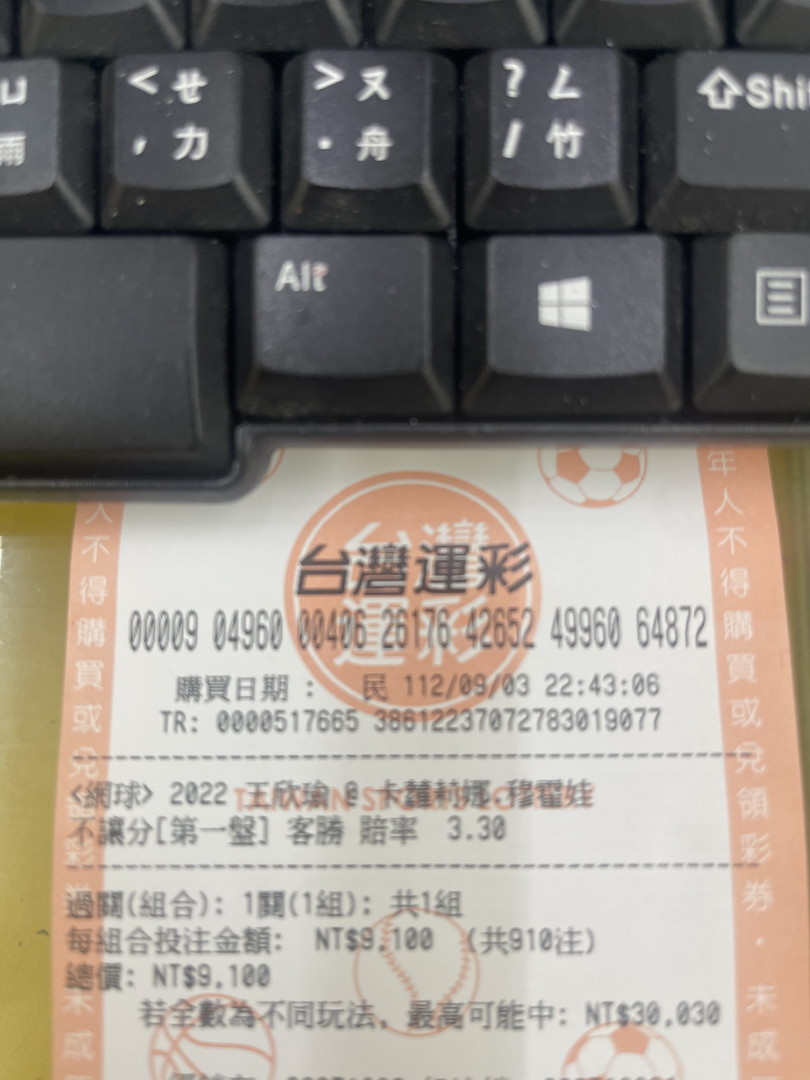 ㄩ < ㄝ > ㄡ ? ㄥ Shif
雨 , 力 . 舟 / 竹
Alt
台灣運彩
00009 04960 00406 26176 42652 49960 64872
購買日期 : 民 112/09/03 22:43:06
TR: 0000517665 38612237072783019077
<網球> 2022 王欣瑜 @ 卡蘿莉娜.穆霍娃
不讓分[第一盤] 客勝 賠率 3.30
過關(組合): 1關(1組): 共1組
每組合投注金額: NT$9,100 (共910注)
總價: NT$9,100
若全數為不同玩法, 最高可能中: NT$30,030
人不得購買或兌
未成
年人不得購買或兌領彩券.未成